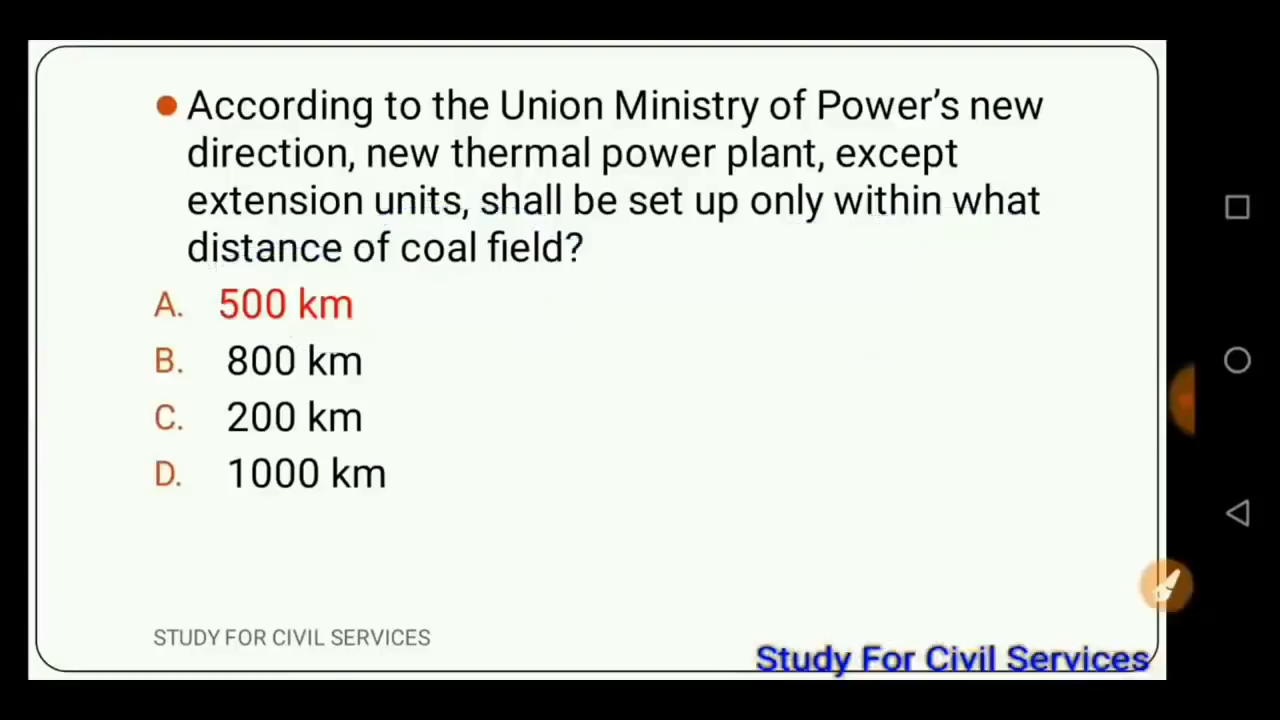 According to the Union Ministry of Power’s new
direction, new thermal power plant, except
extension units, shall be set up only within what
distance of coal field?
A. 500 km
B. 800 km
C. 200 km
D. 1000 km
STUDY FOR CIVIL SERVICES
Study For Civil Services